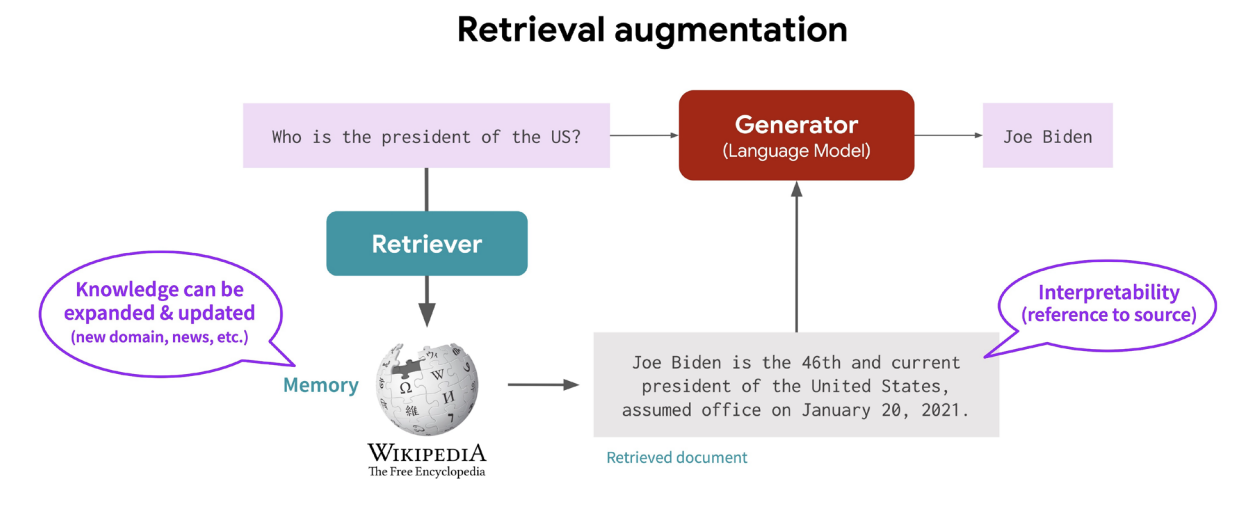 Retrieval augmentation
Who is the president of the US?
Generator
(Language Model)
Joe Biden
Retriever
Knowledge can be
expanded & updated
(new domain, news, etc.)
Interpretability
(reference to source)
Memory
Ω
W
維
И
WIKIPEDIA
The Free Encyclopedia
Joe Biden is the 46th and current
president of the United States,
assumed office on January 20, 2021.
Retrieved document